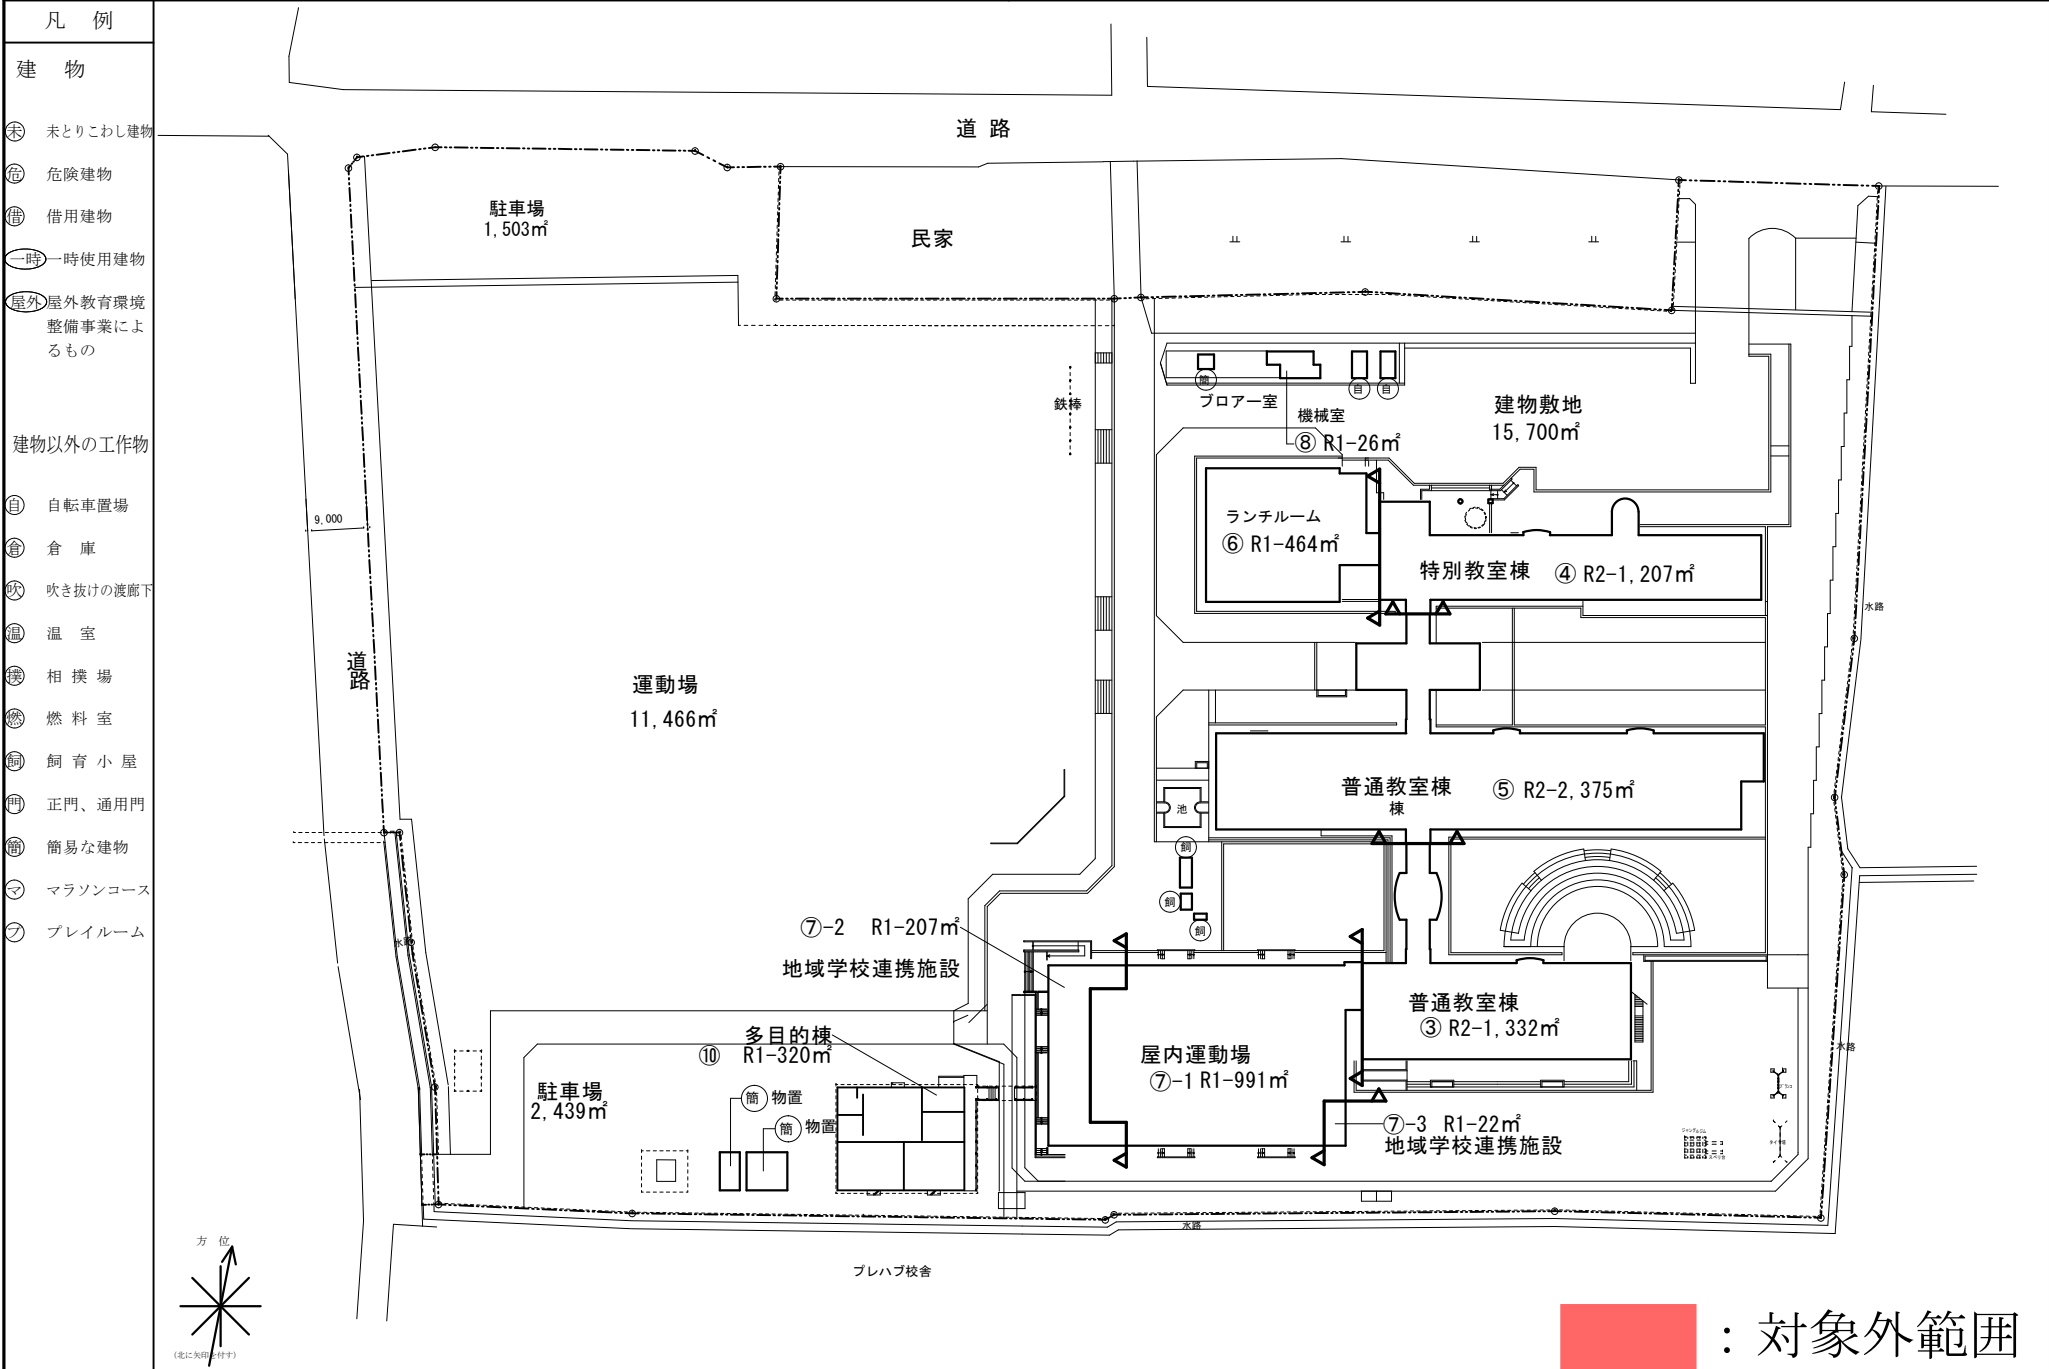 凡 例
建 物
未 未とりこわし建物
危 危険建物
借 借用建物
一時 一時使用建物
屋外 屋外教育環境
整備事業によ
るもの
建物以外の工作物
自 自転車置場
倉 倉 庫
吹 吹き抜けの渡廊下
温 温 室
撲 相 撲 場
燃 燃 料 室
飼 飼 育 小 屋
門 正門、通用門
簡 簡易な建物
マ マラソンコース
プ プレイルーム
道 路
駐車場
1,503㎡
民家
鉄棒
簡
自
自
ブロアー室
機械室
⑧ R1-26㎡
建物敷地
15,700㎡
ランチルーム
⑥ R1-464㎡
特別教室棟 ④ R2-1,207㎡
9,000
道路
水路
運動場
11,466㎡
普通教室棟 ⑤ R2-2,375㎡
棟
池
飼
飼
飼
水路
⑦-2 R1-207㎡
地域学校連携施設
普通教室棟
③ R2-1,332㎡
多目的棟
⑩ R1-320㎡
屋内運動場
⑦-1 R1-991㎡
水路
駐車場
2,439㎡
簡 物置
簡 物置
⑦-3 R1-22㎡
地域学校連携施設
水路
プレハブ校舎
方 位
(北に矢印を付す)
：対象外範囲